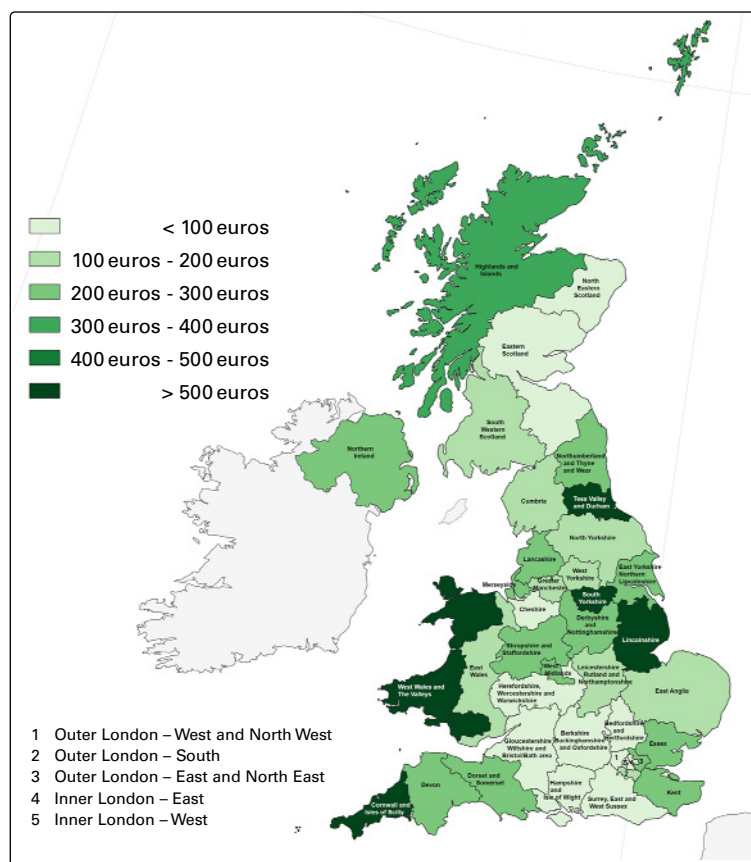 < 100 euros
100 euros - 200 euros
200 euros - 300 euros
300 euros - 400 euros
400 euros - 500 euros
> 500 euros
Highlands and
Islands
North
Eastern
Scotland
Eastern
Scotland
South
Western
Scotland
Northern
Ireland
Northumberland
and Thyne
and Wear
Cumbria
Tees Valley
and Durham
North Yorkshire
Lancashire
West
Yorkshire
East Yorkshire
Northern
Lincolnshire
Merseyside
Greater
Manchester
South
Yorkshire
Cheshire
Derbyshire
and
Nottinghamshire
Lincolnshire
Shropshire and
Staffordshire
West
Midlands
Leicestershire
Rutland and
Northamptonshire
East
Wales
West Wales and
The Valleys
Herefordshire,
Worcestershire and
Warwickshire
East Anglia
Bedfordshire
and
Hertfordshire
Gloucestershire
Wiltshire and
Bristol/Bath area
Berkshire
Buckinghamshire
and Oxfordshire
Essex
1
3
Devon
Dorset and
Somerset
Hampshire
and
Isle of Wight
Surrey, East and
West Sussex
Kent
Cornwall and
Isles of Scilly
1 Outer London – West and North West
2 Outer London – South
3 Outer London – East and North East
4 Inner London – East
5 Inner London – West